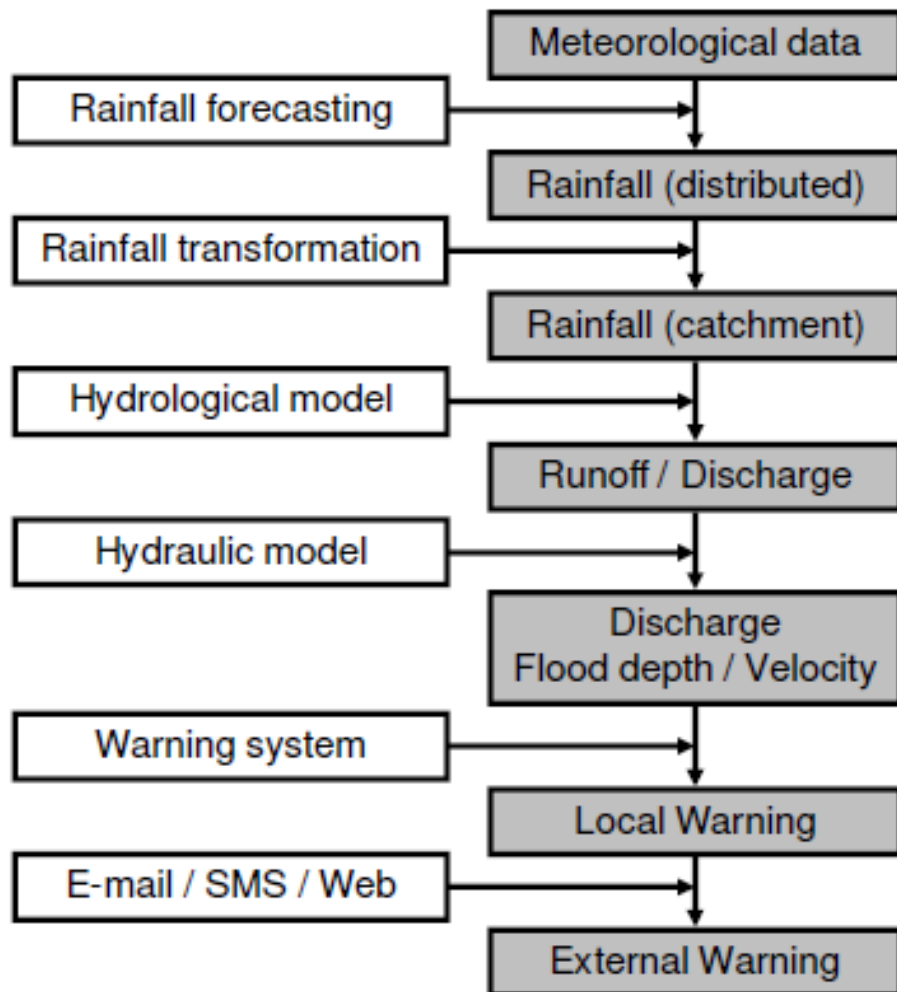 Meteorological data
Rainfall forecasting
Rainfall (distributed)
Rainfall transformation
Rainfall (catchment)
Hydrological model
Runoff / Discharge
Hydraulic model
Discharge
Flood depth / Velocity
Warning system
Local Warning
E-mail / SMS / Web
External Warning